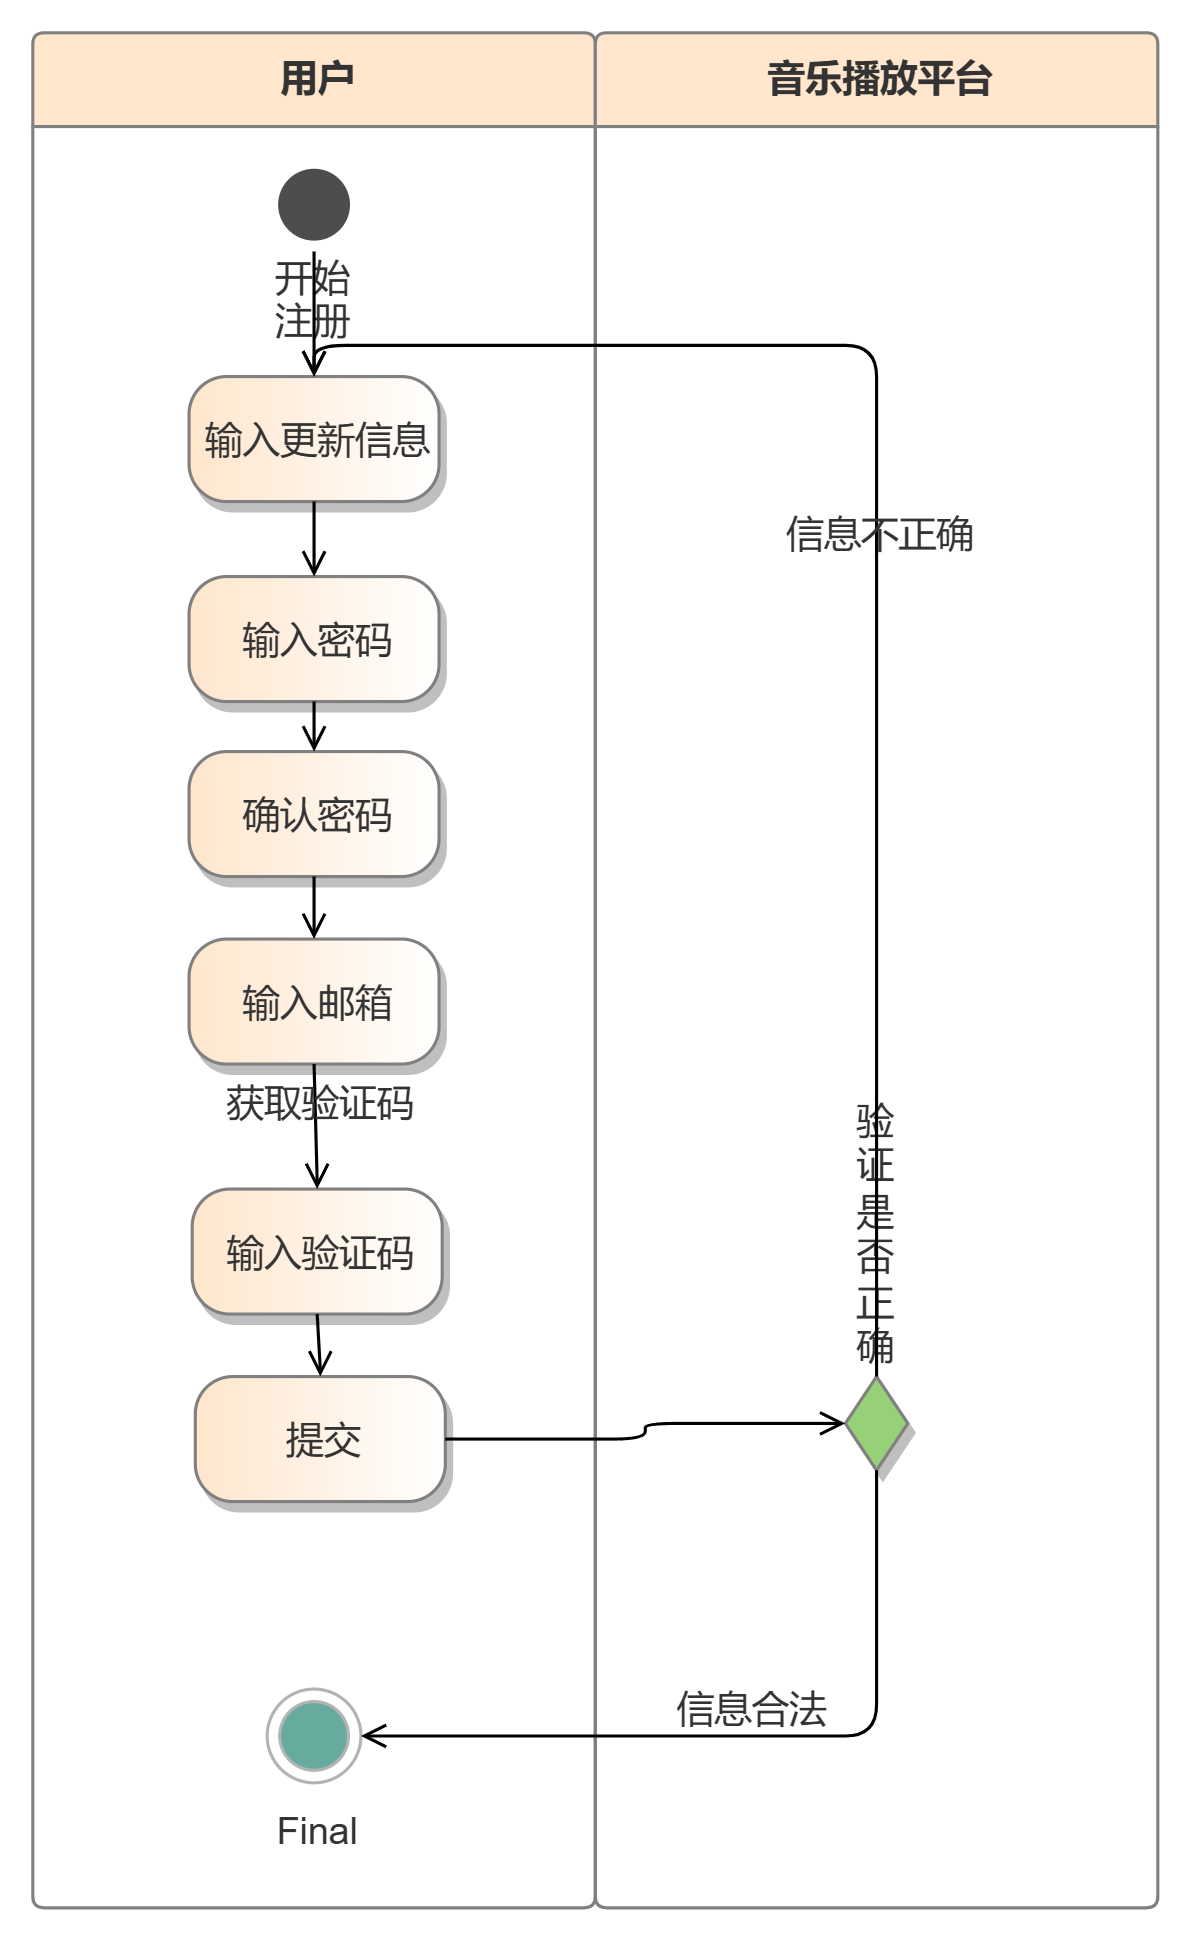 用户
音乐播放平台
开始
注册
输入更新信息
信息不正确
输入密码
确认密码
输入邮箱
获取验证码
验
证
是
否
正
确
输入验证码
提交
信息合法
Final